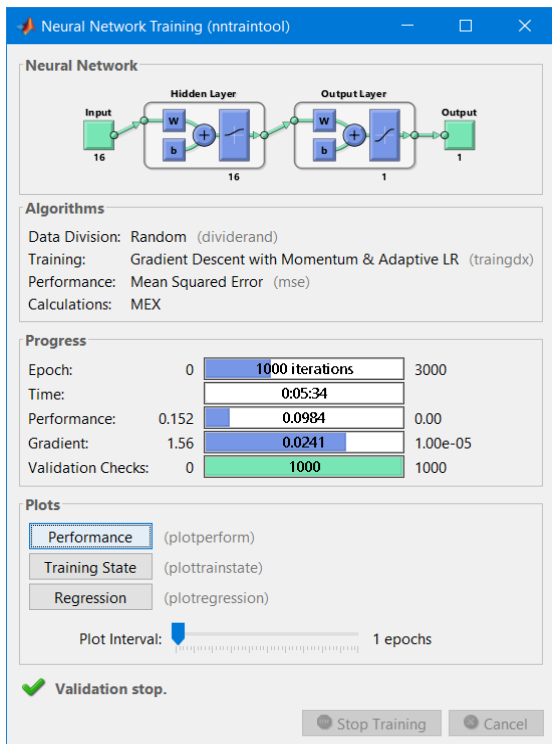 Neural Network Training (nntraintool)
Neural Network
Hidden Layer
Output Layer
Input
Output
W
W
b
b
16
16
1
1
Algorithms
Data Division: Random (dividerand)
Training: Gradient Descent with Momentum & Adaptive LR (traingdx)
Performance: Mean Squared Error (mse)
Calculations: MEX
Progress
Epoch: 0 1000 iterations 3000
Time: 0:05:34
Performance: 0.152 0.0984 0.00
Gradient: 1.56 0.0241 1.00e-05
Validation Checks: 0 1000 1000
Plots
Performance (plotperform)
Training State (plottrainstate)
Regression (plotregression)
Plot Interval: 1 epochs
Validation stop.
Stop Training Cancel